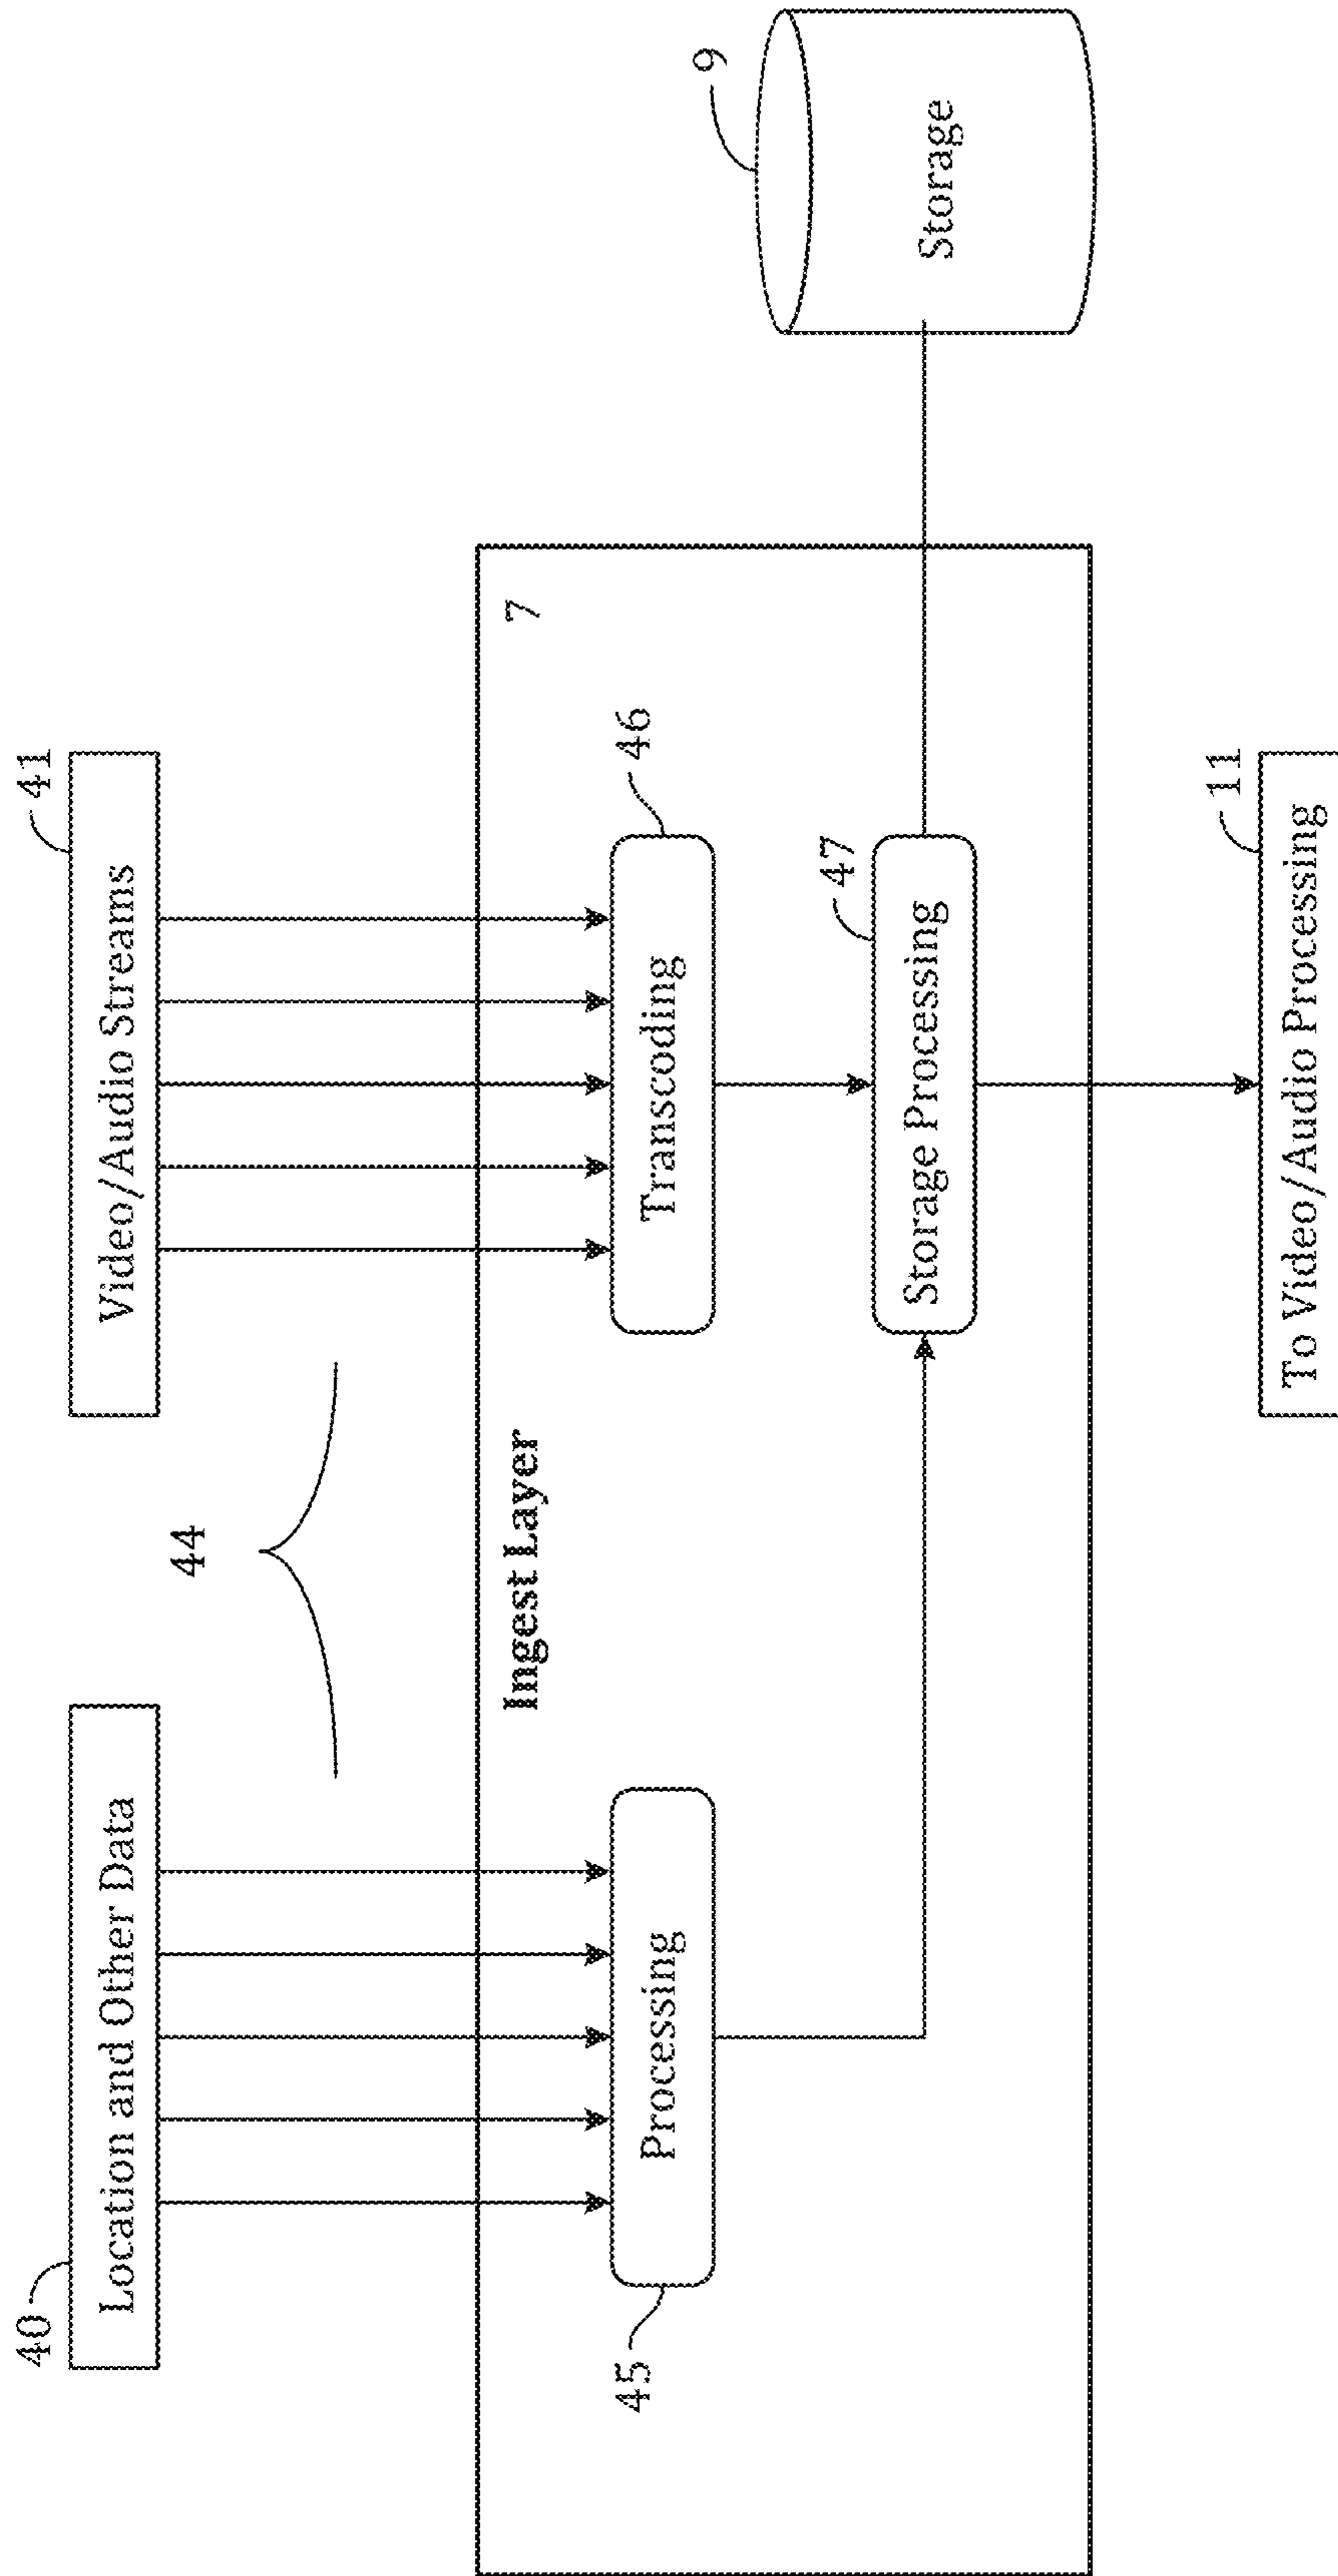 40
Location and Other Data
44
41
Video/Audio Streams
Ingest Layer
7
45
Processing
46
Transcoding
47
Storage Processing
9
Storage
11
To Video/Audio Processing